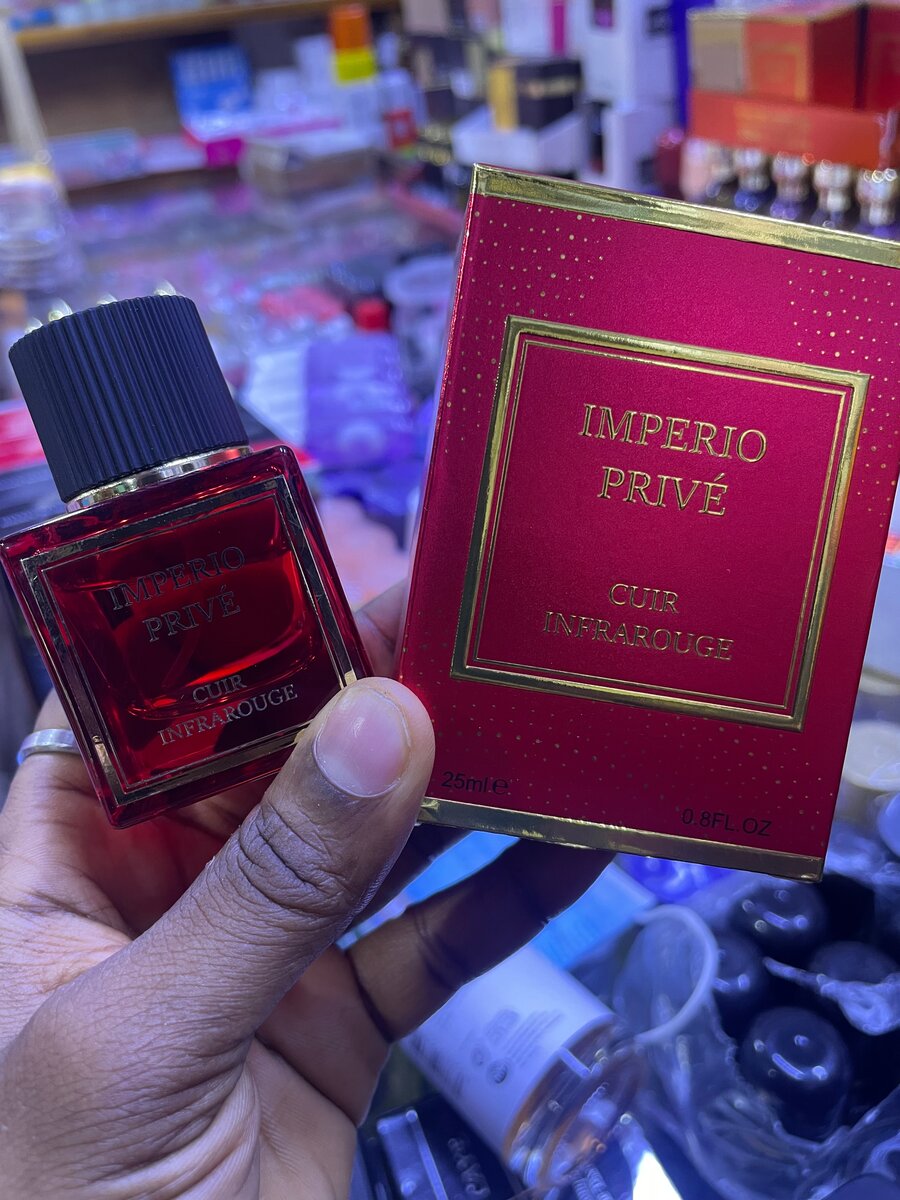 IMPERIO
PRIVÉ
CUIR
INFRAROUGE
IMPERIO
PRIVÉ
CUIR
INFRAROUGE
25ml ℮
0.8FL.OZ